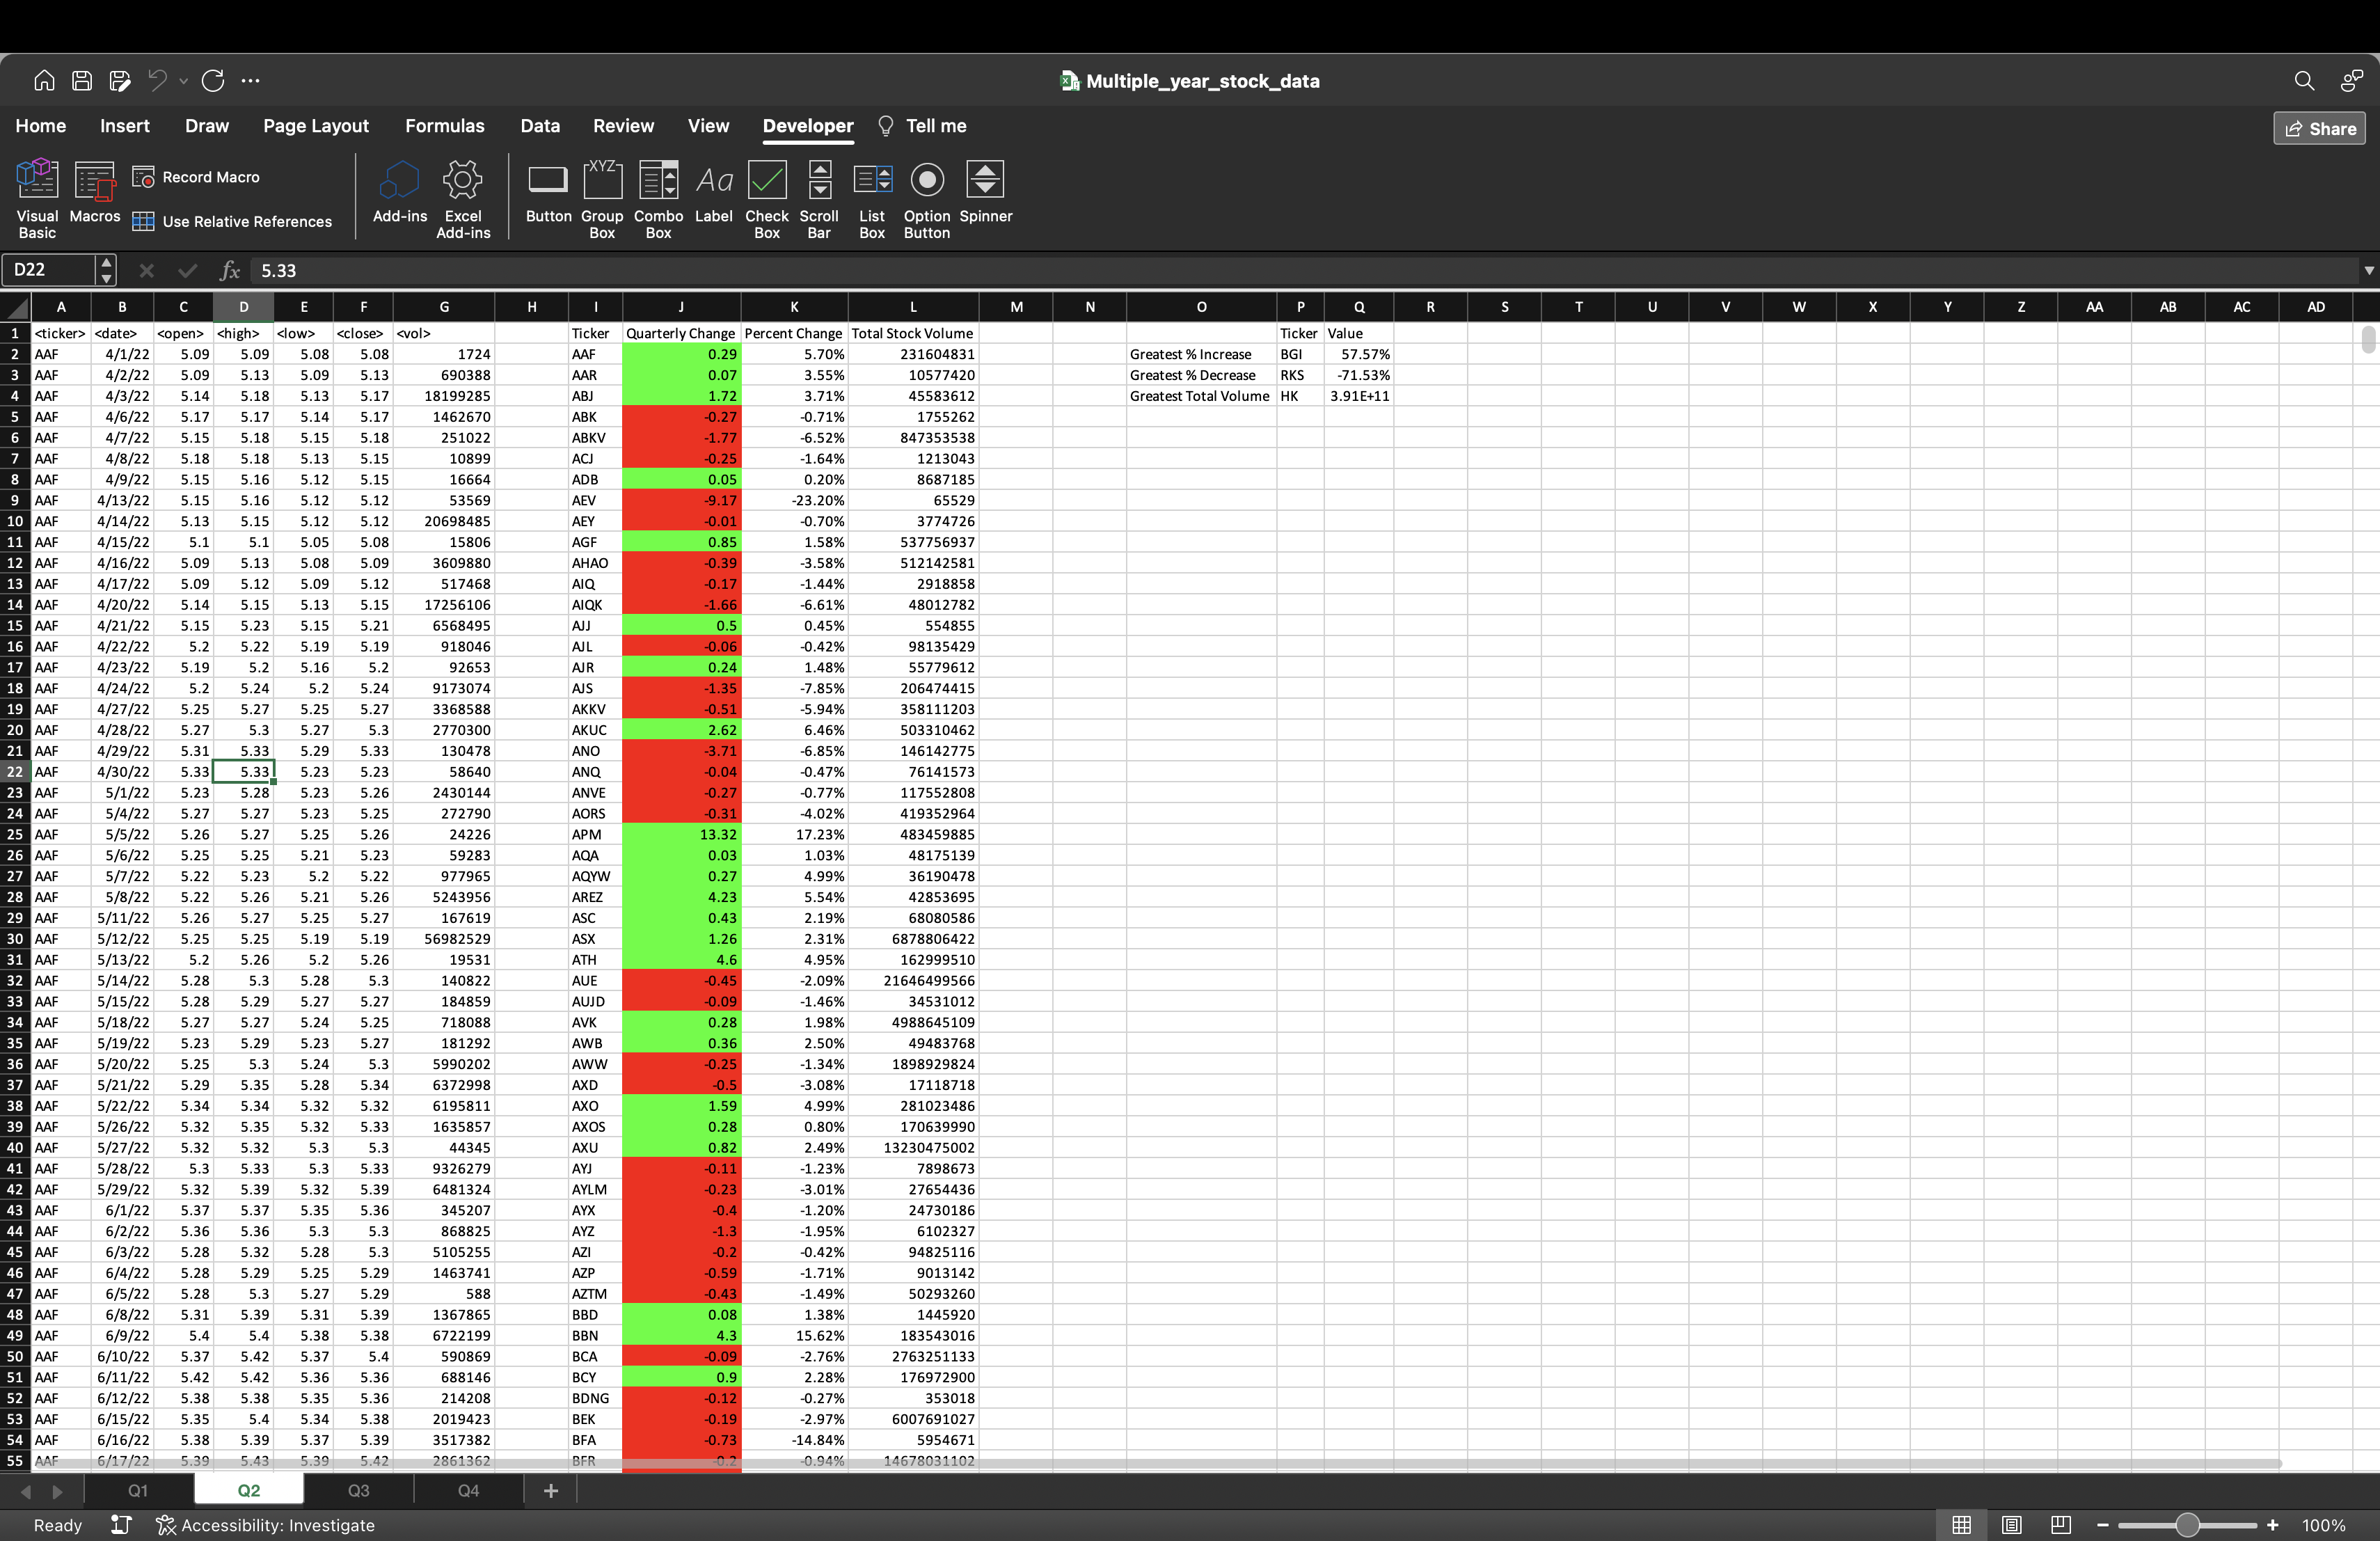 Multiple_year_stock_data
Home Insert Draw Page Layout Formulas Data Review View Developer Tell me Share
Visual Basic Macros Record Macro Use Relative References Add-ins Excel Add-ins Button Group Box Combo Box Label Check Box Scroll Bar List Box Option Button Spinner
D22 fx 5.33
A B C D E F G H I J K L M N O P Q R S T U V W X Y Z AA AB AC AD
1 <ticker> <date> <open> <high> <low> <close> <vol> Ticker Quarterly Change Percent Change Total Stock Volume Ticker Value
2 AAF 4/1/22 5.09 5.09 5.08 5.08 1724 AAF 0.29 5.70% 231604831 Greatest % Increase BGI 57.57%
3 AAF 4/2/22 5.09 5.13 5.09 5.13 690388 AAR 0.07 3.55% 10577420 Greatest % Decrease RKS -71.53%
4 AAF 4/3/22 5.14 5.18 5.13 5.17 18199285 ABJ 1.72 3.71% 45583612 Greatest Total Volume HK 3.91E+11
5 AAF 4/6/22 5.17 5.17 5.14 5.17 1462670 ABK -0.27 -0.71% 1755262
6 AAF 4/7/22 5.15 5.18 5.15 5.18 251022 ABKV -1.77 -6.52% 847353538
7 AAF 4/8/22 5.18 5.18 5.13 5.15 10899 ACJ -0.25 -1.64% 1213043
8 AAF 4/9/22 5.15 5.16 5.12 5.15 16664 ADB 0.05 0.20% 8687185
9 AAF 4/13/22 5.15 5.16 5.12 5.12 53569 AEV -9.17 -23.20% 65529
10 AAF 4/14/22 5.13 5.15 5.12 5.12 20698485 AEY -0.01 -0.70% 3774726
11 AAF 4/15/22 5.1 5.1 5.05 5.08 15806 AGF 0.85 1.58% 537756937
12 AAF 4/16/22 5.09 5.13 5.08 5.09 3609880 AHAO -0.39 -3.58% 512142581
13 AAF 4/17/22 5.09 5.12 5.09 5.12 517468 AIQ -0.17 -1.44% 2918858
14 AAF 4/20/22 5.14 5.15 5.13 5.15 17256106 AIQK -1.66 -6.61% 48012782
15 AAF 4/21/22 5.15 5.23 5.15 5.21 6568495 AJJ 0.5 0.45% 554855
16 AAF 4/22/22 5.2 5.22 5.19 5.19 918046 AJL -0.06 -0.42% 98135429
17 AAF 4/23/22 5.19 5.2 5.16 5.2 92653 AJR 0.24 1.48% 55779612
18 AAF 4/24/22 5.2 5.24 5.2 5.24 9173074 AJS -1.35 -7.85% 206474415
19 AAF 4/27/22 5.25 5.27 5.25 5.27 3368588 AKKV -0.51 -5.94% 358111203
20 AAF 4/28/22 5.27 5.3 5.27 5.3 2770300 AKUC 2.62 6.46% 503310462
21 AAF 4/29/22 5.31 5.33 5.29 5.33 130478 ANO -3.71 -6.85% 146142775
22 AAF 4/30/22 5.33 5.33 5.23 5.23 58640 ANQ -0.04 -0.47% 76141573
23 AAF 5/1/22 5.23 5.28 5.23 5.26 2430144 ANVE -0.27 -0.77% 117552808
24 AAF 5/4/22 5.27 5.27 5.23 5.25 272790 AORS -0.31 -4.02% 419352964
25 AAF 5/5/22 5.26 5.27 5.25 5.26 24226 APM 13.32 17.23% 483459885
26 AAF 5/6/22 5.25 5.25 5.21 5.23 59283 AQA 0.03 1.03% 48175139
27 AAF 5/7/22 5.22 5.23 5.2 5.22 977965 AQYW 0.27 4.99% 36190478
28 AAF 5/8/22 5.22 5.26 5.21 5.26 5243956 AREZ 4.23 5.54% 42853695
29 AAF 5/11/22 5.26 5.27 5.25 5.27 167619 ASC 0.43 2.19% 68080586
30 AAF 5/12/22 5.25 5.25 5.19 5.19 56982529 ASX 1.26 2.31% 6878806422
31 AAF 5/13/22 5.2 5.26 5.2 5.26 19531 ATH 4.6 4.95% 162999510
32 AAF 5/14/22 5.28 5.3 5.28 5.3 140822 AUE -0.45 -2.09% 21646499566
33 AAF 5/15/22 5.28 5.29 5.27 5.27 184859 AUJD -0.09 -1.46% 34531012
34 AAF 5/18/22 5.27 5.27 5.24 5.25 718088 AVK 0.28 1.98% 4988645109
35 AAF 5/19/22 5.23 5.29 5.23 5.27 181292 AWB 0.36 2.50% 49483768
36 AAF 5/20/22 5.25 5.3 5.24 5.3 5990202 AWW -0.25 -1.34% 1898929824
37 AAF 5/21/22 5.29 5.35 5.28 5.34 6372998 AXD -0.5 -3.08% 17118718
38 AAF 5/22/22 5.34 5.34 5.32 5.32 6195811 AXO 1.59 4.99% 281023486
39 AAF 5/26/22 5.32 5.35 5.32 5.33 1635857 AXOS 0.28 0.80% 170639990
40 AAF 5/27/22 5.32 5.32 5.3 5.3 44345 AXU 0.82 2.49% 13230475002
41 AAF 5/28/22 5.3 5.33 5.3 5.33 9326279 AYJ -0.11 -1.23% 7898673
42 AAF 5/29/22 5.32 5.39 5.32 5.39 6481324 AYLM -0.23 -3.01% 27654436
43 AAF 6/1/22 5.37 5.37 5.35 5.36 345207 AYX -0.4 -1.20% 24730186
44 AAF 6/2/22 5.36 5.36 5.3 5.3 868825 AYZ -1.3 -1.95% 6102327
45 AAF 6/3/22 5.28 5.32 5.28 5.3 5105255 AZI -0.2 -0.42% 94825116
46 AAF 6/4/22 5.28 5.29 5.25 5.29 1463741 AZP -0.59 -1.71% 9013142
47 AAF 6/5/22 5.28 5.3 5.27 5.29 588 AZTM -0.43 -1.49% 50293260
48 AAF 6/8/22 5.31 5.39 5.31 5.39 1367865 BBD 0.08 1.38% 1445920
49 AAF 6/9/22 5.4 5.4 5.38 5.38 6722199 BBN 4.3 15.62% 183543016
50 AAF 6/10/22 5.37 5.42 5.37 5.4 590869 BCA -0.09 -2.76% 2763251133
51 AAF 6/11/22 5.42 5.42 5.36 5.36 688146 BCY 0.9 2.28% 176972900
52 AAF 6/12/22 5.38 5.38 5.35 5.36 214208 BDNG -0.12 -0.27% 353018
53 AAF 6/15/22 5.35 5.4 5.34 5.38 2019423 BEK -0.19 -2.97% 6007691027
54 AAF 6/16/22 5.38 5.39 5.37 5.39 3517382 BFA -0.73 -14.84% 5954671
55 AAF 6/17/22 5.39 5.43 5.39 5.42 2861362 BFR -0.2 -0.94% 14678031102
Q1 Q2 Q3 Q4 +
Ready Accessibility: Investigate 100%